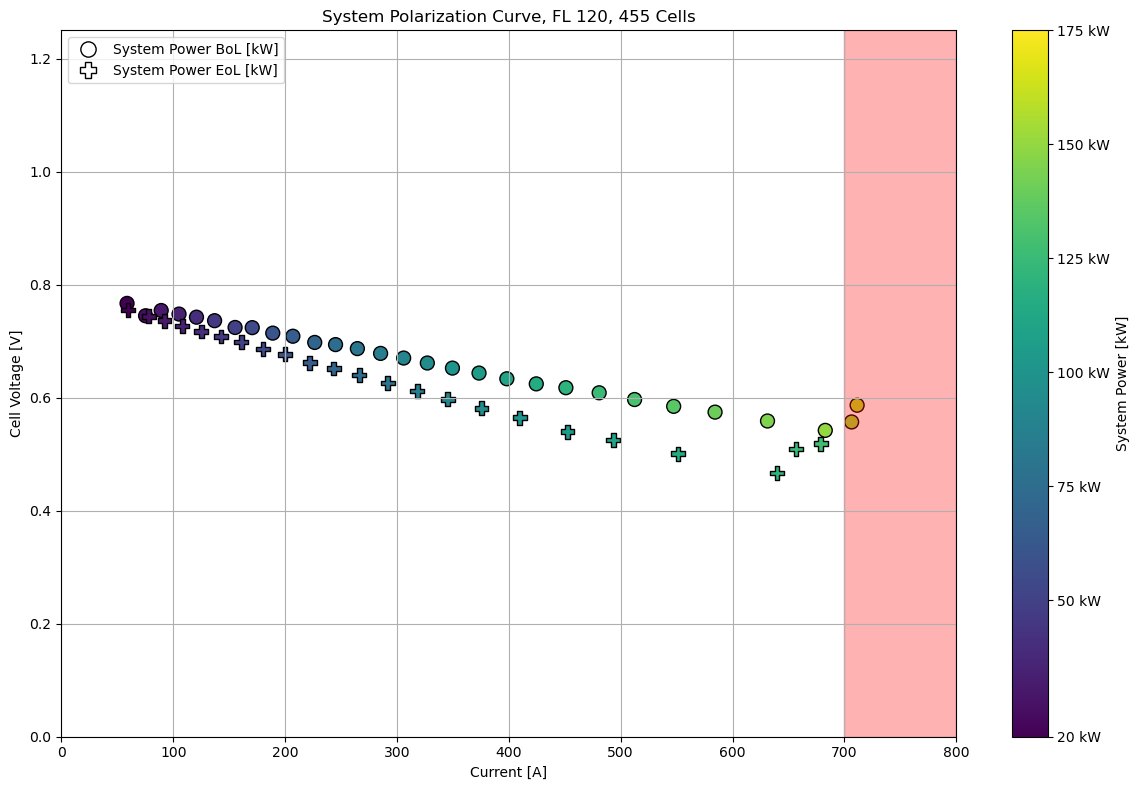 System Polarization Curve, FL 120, 455 Cells
System Power BoL [kW]
System Power EoL [kW]
Cell Voltage [V]
1.2
1.0
0.8
0.6
0.4
0.2
0.0
0 100 200 300 400 500 600 700 800
Current [A]
175 kW
150 kW
125 kW
100 kW
75 kW
50 kW
20 kW
System Power [kW]